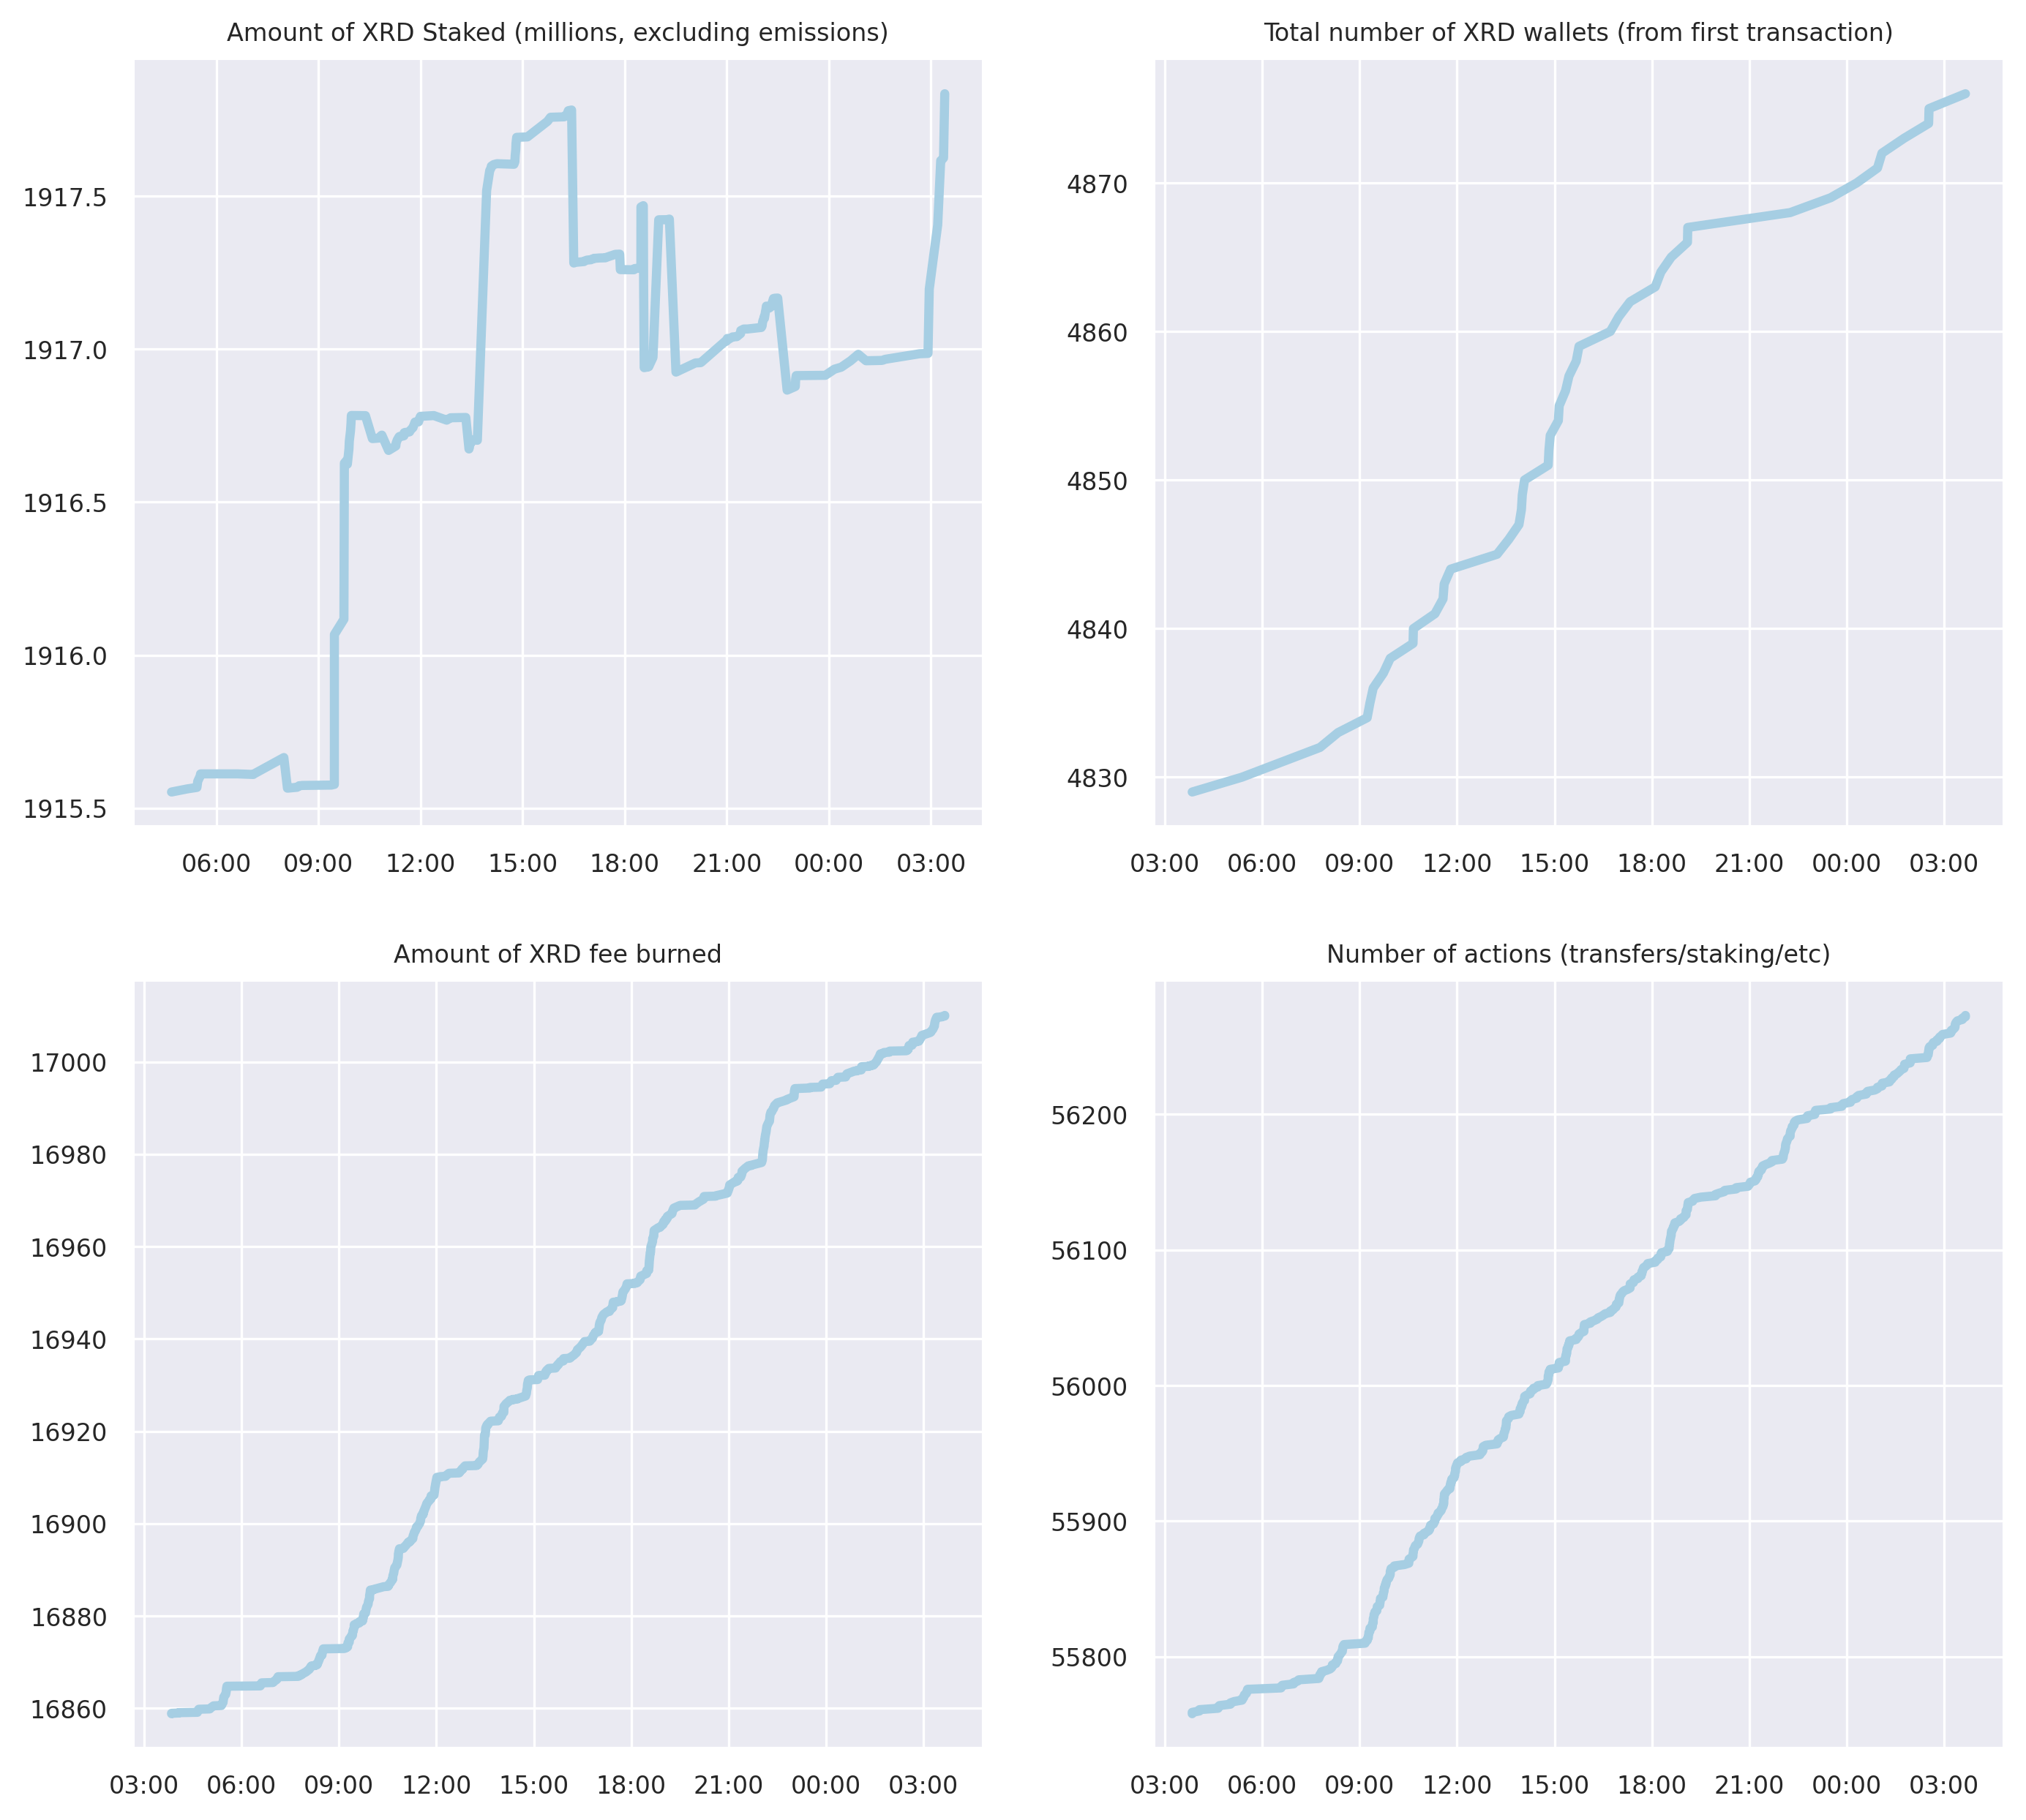 Amount of XRD Staked (millions, excluding emissions)
1917.5
1917.0
1916.5
1916.0
1915.5
06:00 09:00 12:00 15:00 18:00 21:00 00:00 03:00
Total number of XRD wallets (from first transaction)
4870
4860
4850
4840
4830
03:00 06:00 09:00 12:00 15:00 18:00 21:00 00:00 03:00
Amount of XRD fee burned
17000
16980
16960
16940
16920
16900
16880
16860
03:00 06:00 09:00 12:00 15:00 18:00 21:00 00:00 03:00
Number of actions (transfers/staking/etc)
56200
56100
56000
55900
55800
03:00 06:00 09:00 12:00 15:00 18:00 21:00 00:00 03:00